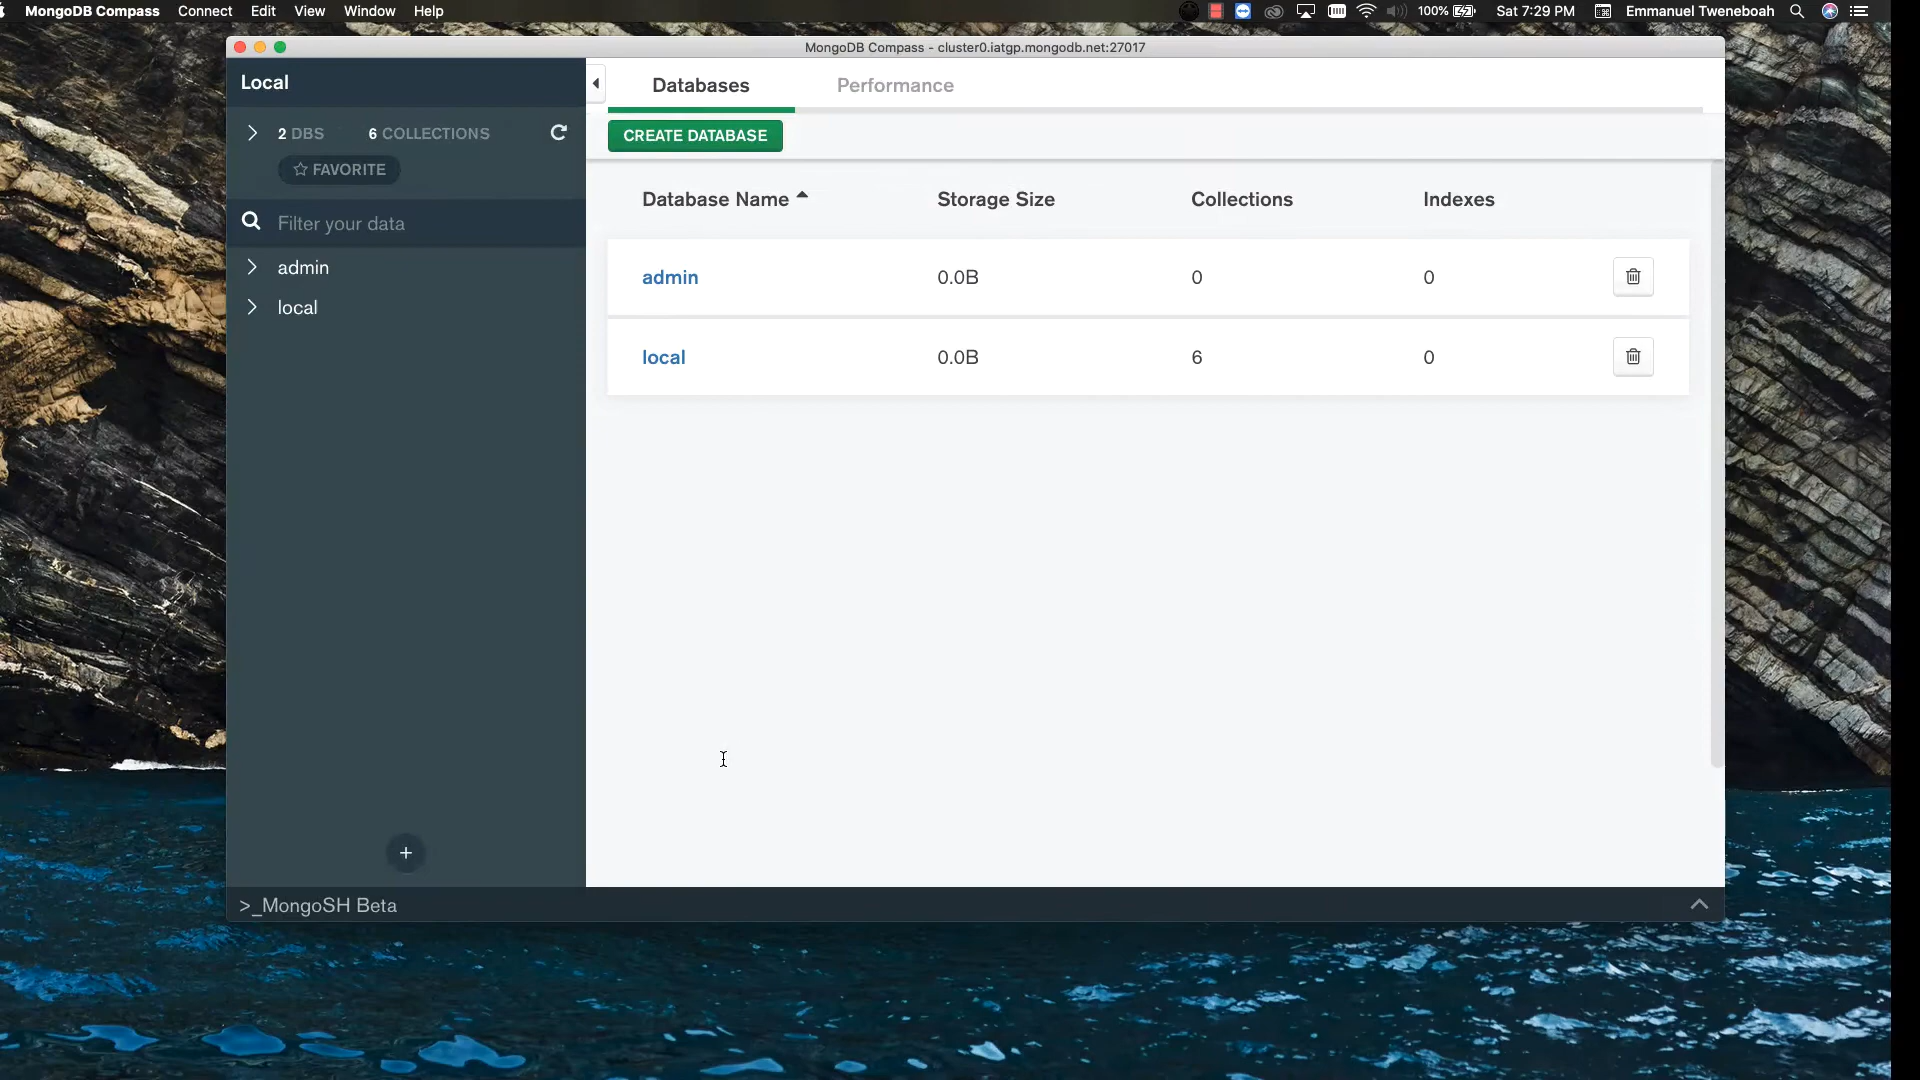 MongoDB Compass Connect Edit View Window Help 100% Sat 7:29 PM Emmanuel Tweneboah
MongoDB Compass - cluster0.iatgp.mongodb.net:27017
Local
Databases Performance
2 DBS 6 COLLECTIONS
CREATE DATABASE
FAVORITE
Database Name Storage Size Collections Indexes
Filter your data
admin
local
admin 0.0B 0 0
local 0.0B 6 0
+
>_MongoSH Beta